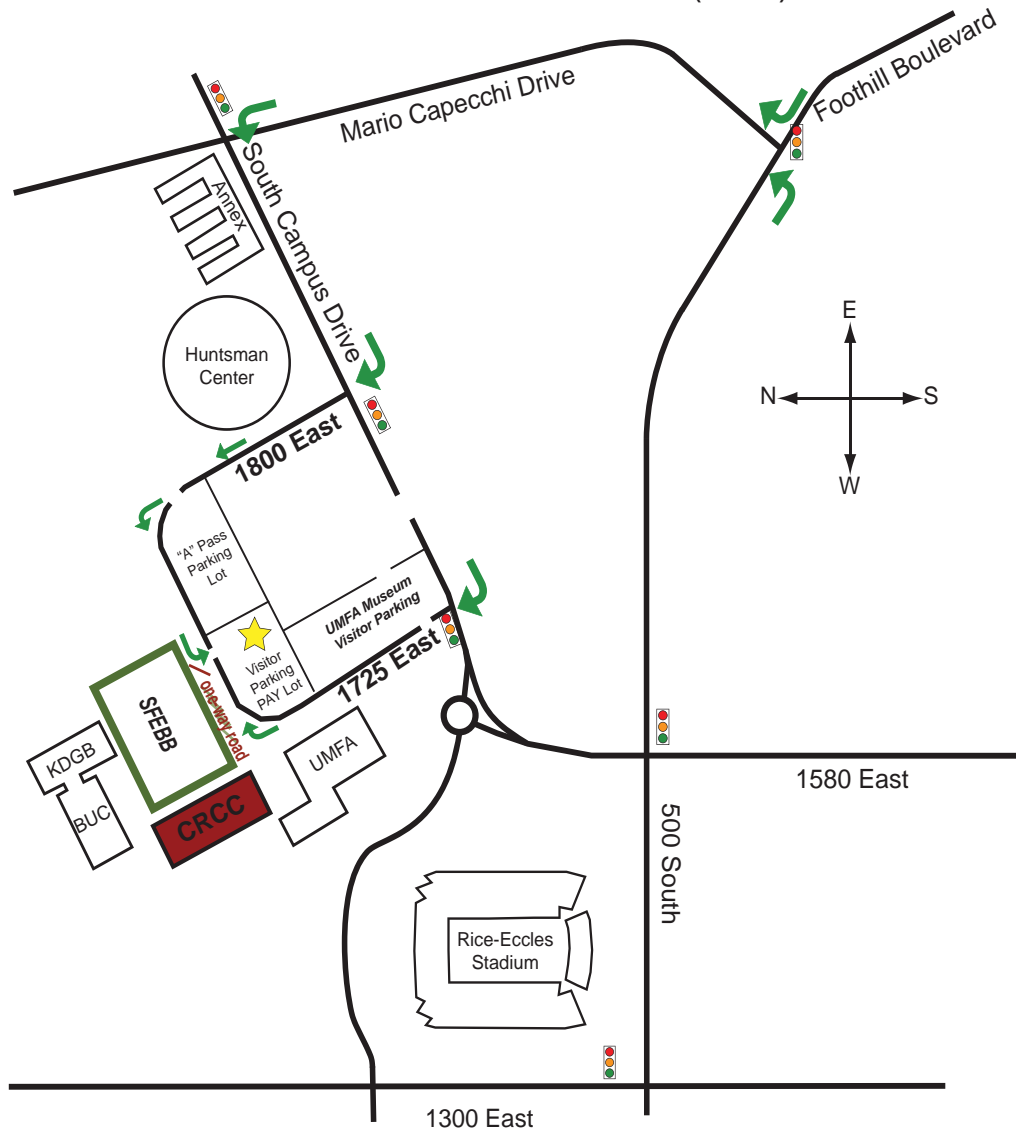 Foothill Boulevard
Mario Capecchi Drive
South Campus Drive
Annex
Huntsman
Center
E
N
S
W
1800 East
"A" Pass
Parking
Lot
UMFA Museum
Visitor Parking
Visitor
Parking
PAY Lot
1725 East
one-way road
SFEBB
KDGB
BUC
CRCC
UMFA
1580 East
500 South
Rice-Eccles
Stadium
1300 East